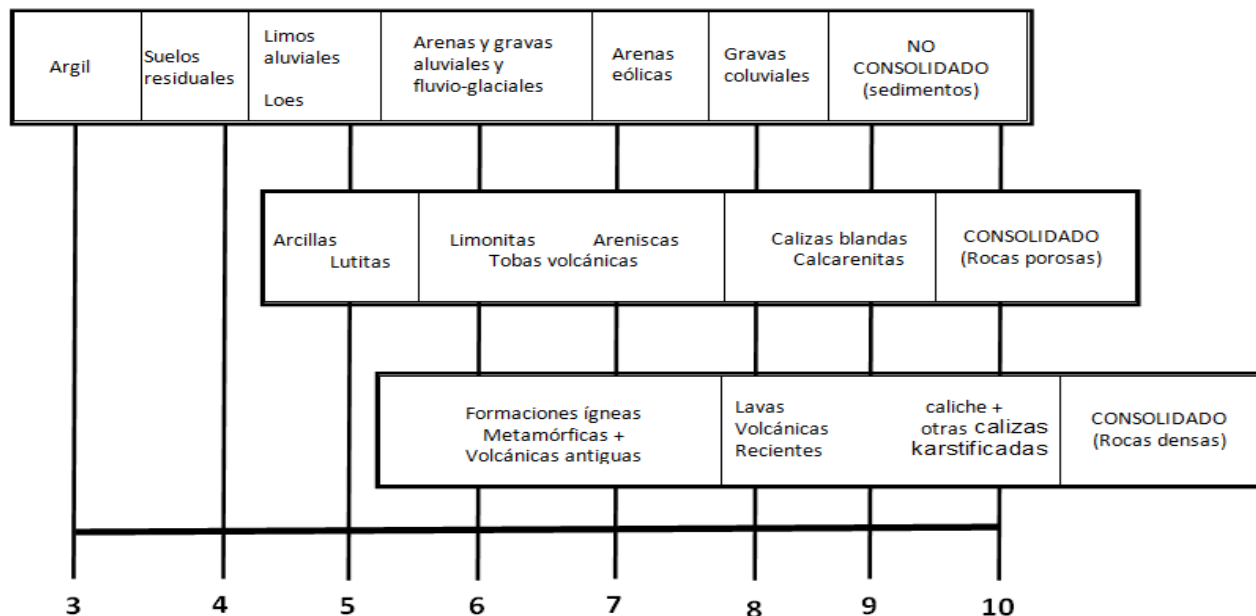 Argil
Suelos
residuales
Limos
aluviales
Loes
Arenas y gravas
aluviales y
fluvio-glaciales
Arenas
eólicas
Gravas
coluviales
NO
CONSOLIDADO
(sedimentos)
Arcillas
Lutitas
Limonitas Areniscas
Tobas volcánicas
Calizas blandas
Calcarenitas
CONSOLIDADO
(Rocas porosas)
Formaciones ígneas
Metamórficas +
Volcánicas antiguas
Lavas
Volcánicas
Recientes
caliche +
otras calizas
karstificadas
CONSOLIDADO
(Rocas densas)
3 4 5 6 7 8 9 10